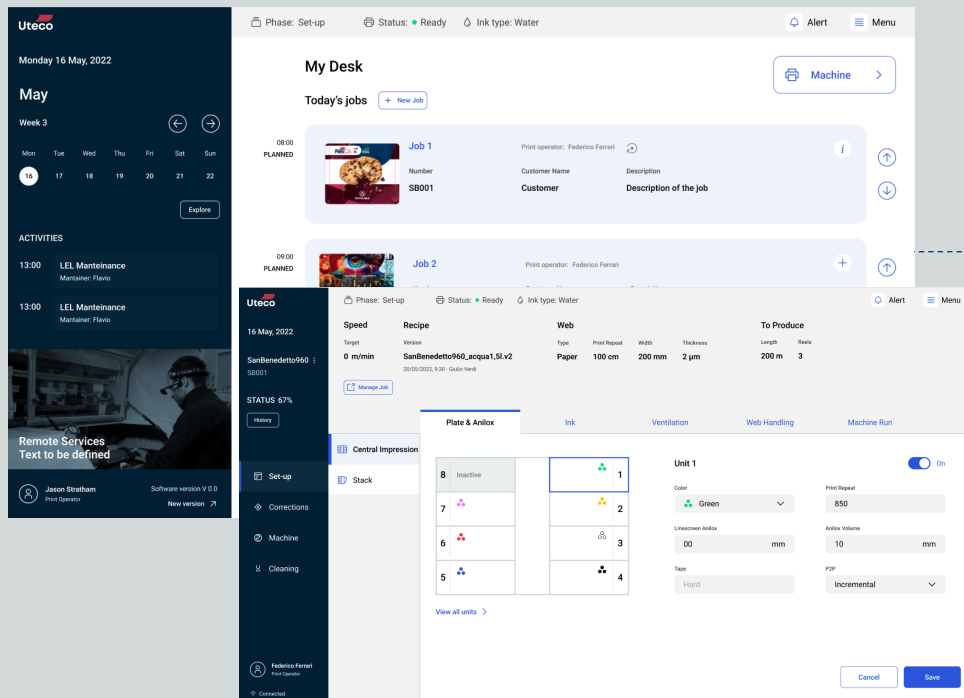 Uteco
Phase: Set-up
Status: Ready
Ink type: Water
Alert
Menu
Monday 16 May, 2022
May
Week 3
Mon Tue Wed Thu Fri Sat Sun
16 17 18 19 20 21 22
Explore
ACTIVITIES
13:00 LEL Manteinance
Mantainer: Flavio
13:00 LEL Manteinance
Mantainer: Flavio
Remote Services
Text to be defined
Jason Stratham
Print Operator
Software version V 0.0
New version
My Desk
Machine
Today's jobs
+ New Job
08:00
PLANNED
Job 1
Print operator: Federico Ferrari
i
Number
SB001
Customer Name
Customer
Description
Description of the job
09:00
PLANNED
Job 2
Print operator: Federico Ferrari
Uteco
Phase: Set-up
Status: Ready
Ink type: Water
Alert
Menu
16 May, 2022
SanBenedetto960
SB001
STATUS 67%
History
Set-up
Corrections
Machine
Cleaning
Federico Ferrari
Print Operator
Connected
Speed
Target
0 m/min
Manage Job
Recipe
Version
SanBenedetto960_acqua1,5l.v2
20/05/2022, 9:30 - Giulio Verdi
Web
Type Print Repeat Width Thickness
Paper 100 cm 200 mm 2 μm
To Produce
Length Reels
200 m 3
Plate & Anilox
Ink
Ventilation
Web Handling
Machine Run
Central Impression
Stack
8 Inactive
1
7
2
6
3
5
4
View all units
Unit 1
On
Color
Green
Print Repeat
850
Linescreen Anilox
00 mm
Anilox Volume
10 mm
Tape
Hard
P2P
Incremental
Cancel
Save